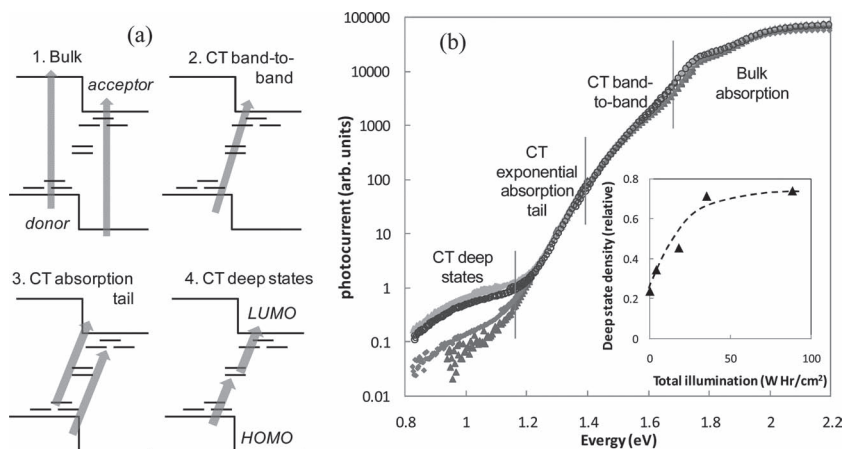 (a)
1. Bulk
acceptor
donor
2. CT band-to-
band
3. CT absorption
tail
4. CT deep states
LUMO
HOMO
(b)
photocurrent (arb. units)
100000
10000
1000
100
10
1
0.1
0.01
CT deep
states
CT
exponential
absorption
tail
CT band-
to-band
Bulk
absorption
Deep state density (relative)
0.8
0.6
0.4
0.2
0
0
50
100
Total illumination (W Hr/cm²)
0.8
1
1.2
1.4
1.6
1.8
2
2.2
Evergy (eV)